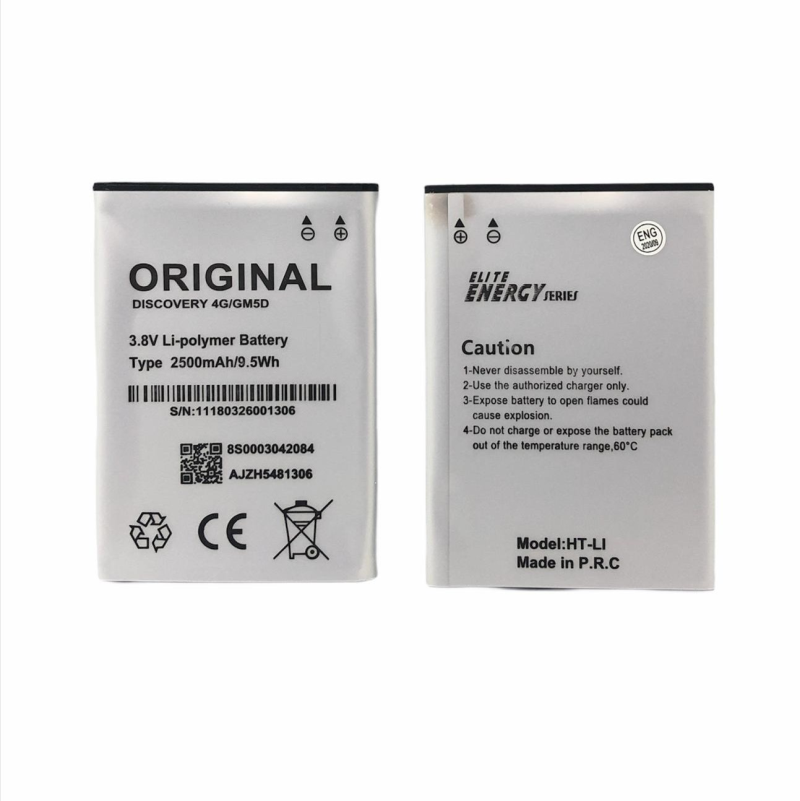 ORIGINAL
DISCOVERY 4G/GM5D
3.8V Li-polymer Battery
Type 2500mAh/9.5Wh
S/N:11180326001306
8S0003042084
AJZH5481306
CE
ENG
2020/06
ELITE
ENERGY SERIES
Caution
1-Never disassemble by yourself.
2-Use the authorized charger only.
3-Expose battery to open flames could
cause explosion.
4-Do not charge or expose the battery pack
out of the temperature range,60°C
Model:HT-LI
Made in P.R.C